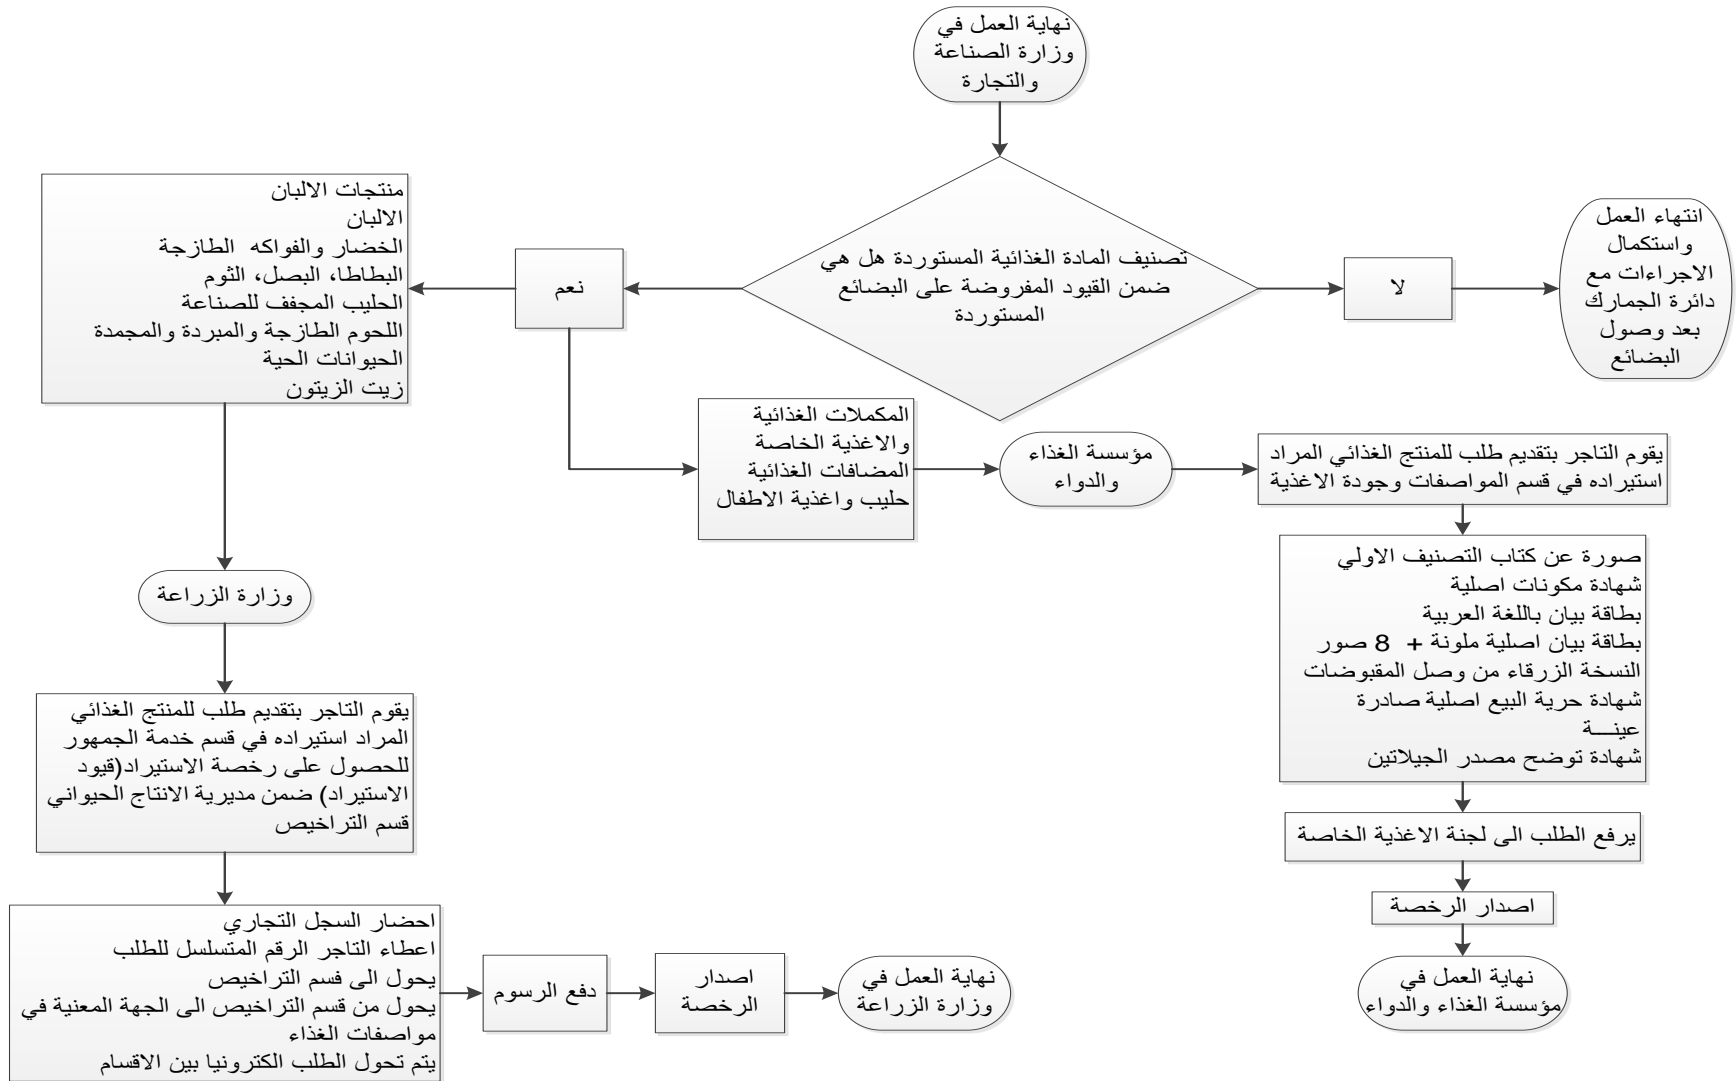 نهاية العمل في
وزارة الصناعة
والتجارة
تصنيف المادة الغذائية المستوردة هل هي
ضمن القيود المفروضة على البضائع
المستوردة
لا
انتهاء العمل
واستكمال
الاجراءات مع
دائرة الجمارك
بعد وصول
البضائع
نعم
منتجات الالبان
الالبان
الخضار والفواكه الطازجة
البطاطا، البصل، الثوم
الحليب المجفف للصناعة
اللحوم الطازجة والمبردة والمجمدة
الحيوانات الحية
زيت الزيتون
المكملات الغذائية
والاغذية الخاصة
المضافات الغذائية
حليب واغذية الاطفال
مؤسسة الغذاء
والدواء
يقوم التاجر بتقديم طلب للمنتج الغذائي المراد
استيراده في قسم المواصفات وجودة الاغذية
صورة عن كتاب التصنيف الاولي
شهادة مكونات اصلية
بطاقة بيان باللغة العربية
بطاقة بيان اصلية ملونة + 8 صور
النسخة الزرقاء من وصل المقبوضات
شهادة حرية البيع اصلية صادرة
عينـــة
شهادة توضح مصدر الجيلاتين
يرفع الطلب الى لجنة الاغذية الخاصة
اصدار الرخصة
نهاية العمل في
مؤسسة الغذاء والدواء
وزارة الزراعة
يقوم التاجر بتقديم طلب للمنتج الغذائي
المراد استيراده في قسم خدمة الجمهور
للحصول على رخصة الاستيراد(قيود
الاستيراد) ضمن مديرية الانتاج الحيواني
قسم التراخيص
احضار السجل التجاري
اعطاء التاجر الرقم المتسلسل للطلب
يحول الى فسم التراخيص
يحول من قسم التراخيص الى الجهة المعنية في
مواصفات الغذاء
يتم تحول الطلب الكترونيا بين الاقسام
دفع الرسوم
اصدار
الرخصة
نهاية العمل في
وزارة الزراعة